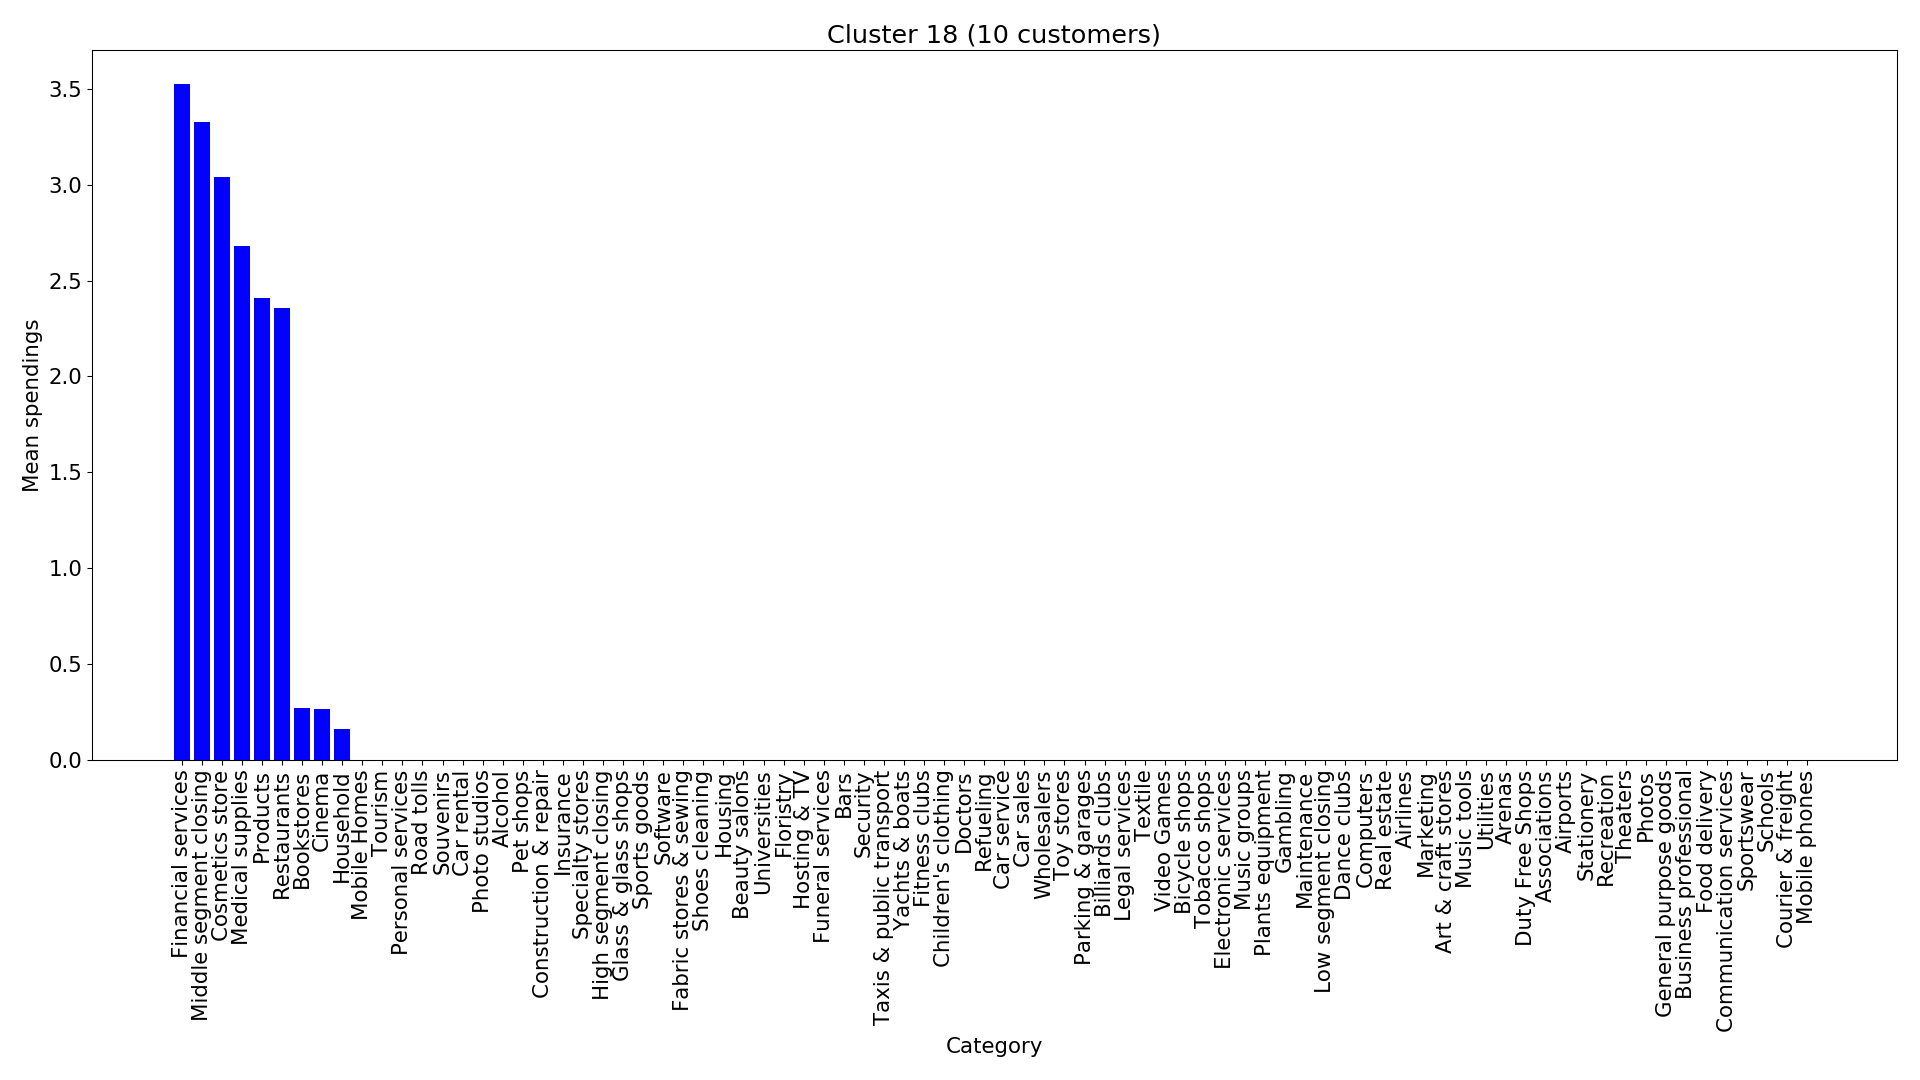 Cluster 18 (10 customers)
Mean spendings
3.5
3.0
2.5
2.0
1.5
1.0
0.5
0.0
Financial services
Middle segment closing
Cosmetics store
Medical supplies
Products
Restaurants
Bookstores
Cinema
Household
Mobile Homes
Tourism
Personal services
Road tolls
Souvenirs
Car rental
Photo studios
Alcohol
Pet shops
Construction & repair
Insurance
Specialty stores
High segment closing
Glass & glass shops
Sports goods
Software
Fabric stores & sewing
Shoes cleaning
Housing
Beauty salons
Universities
Floristry
Hosting & TV
Funeral services
Bars
Security
Taxis & public transport
Yachts & boats
Fitness clubs
Children's clothing
Doctors
Refueling
Car service
Car sales
Wholesalers
Toy stores
Parking & garages
Billiards clubs
Legal services
Textile
Video Games
Bicycle shops
Tobacco shops
Electronic services
Music groups
Plants equipment
Gambling
Maintenance
Low segment closing
Dance clubs
Computers
Real estate
Airlines
Marketing
Art & craft stores
Music tools
Utilities
Arenas
Duty Free Shops
Associations
Airports
Stationery
Recreation
Theaters
Photos
General purpose goods
Business professional
Food delivery
Communication services
Sportswear
Schools
Courier & freight
Mobile phones
Category